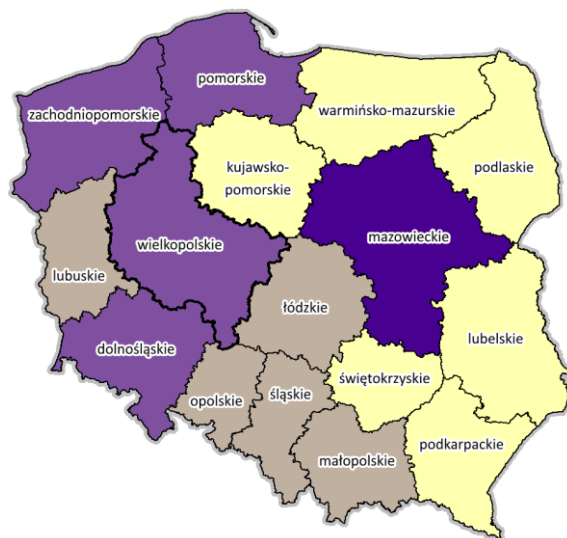 pomorskie
zachodniopomorskie
warmińsko-mazurskie
kujawsko-
pomorskie
podlaskie
wielkopolskie
mazowieckie
lubuskie
łódzkie
lubelskie
dolnośląskie
świętokrzyskie
opolskie
śląskie
podkarpackie
małopolskie